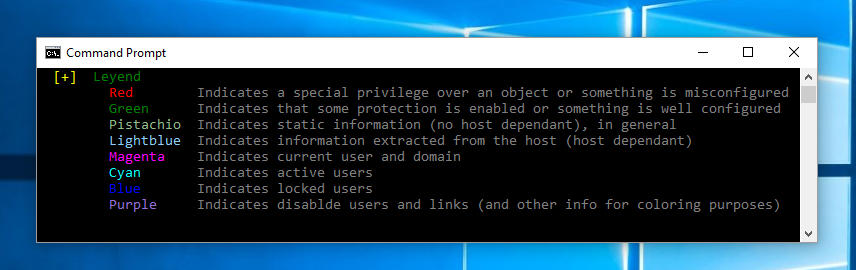 Command Prompt
[+] Leyend
Red Indicates a special privilege over an object or something is misconfigured
Green Indicates that some protection is enabled or something is well configured
Pistachio Indicates static information (no host dependant), in general
Lightblue Indicates information extracted from the host (host dependant)
Magenta Indicates current user and domain
Cyan Indicates active users
Blue Indicates locked users
Purple Indicates disablde users and links (and other info for coloring purposes)